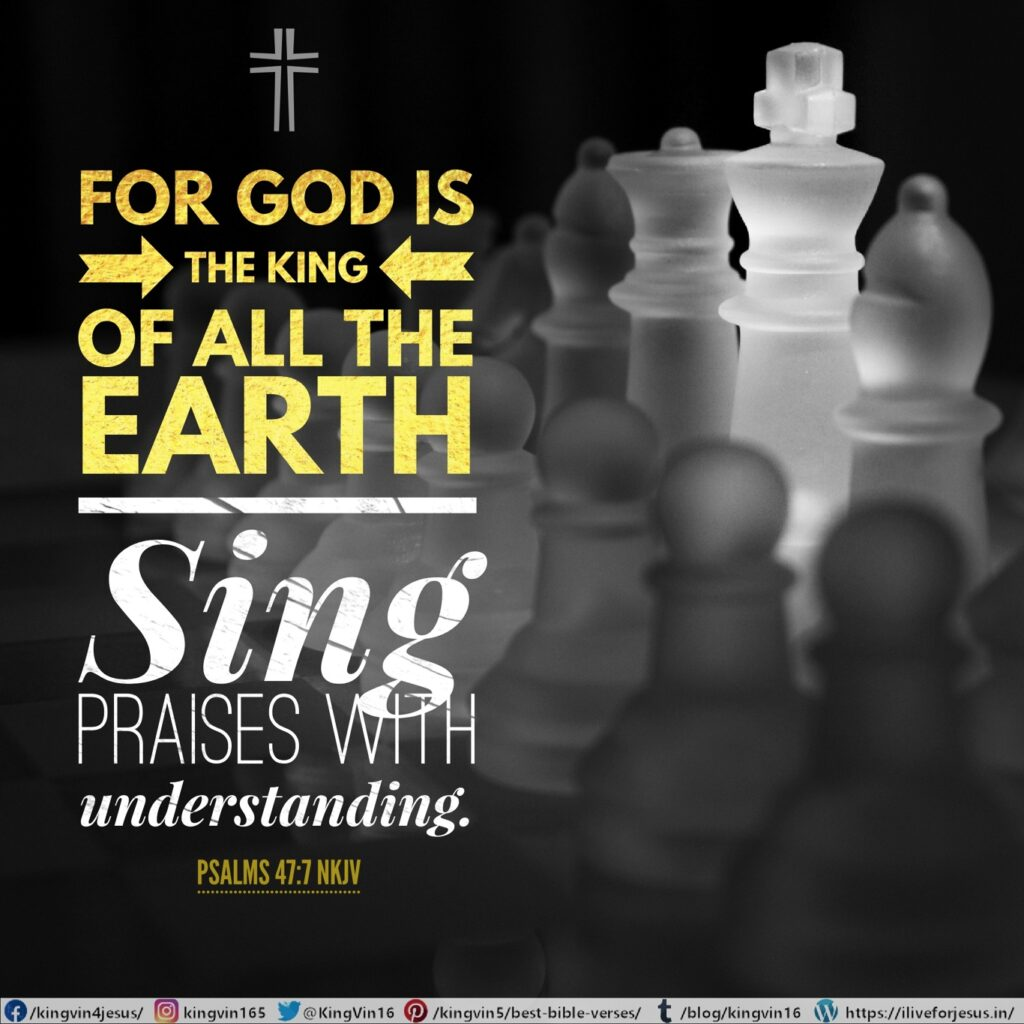 FOR GOD IS
THE KING
OF ALL THE
EARTH
Sing
PRAISES WITH
understanding.
PSALMS 47:7 NKJV
/kingvin4jesus/ kingvin165 @KingVin16 /kingvin5/best-bible-verses/ /blog/kingvin16 https://iliveforjesus.in/